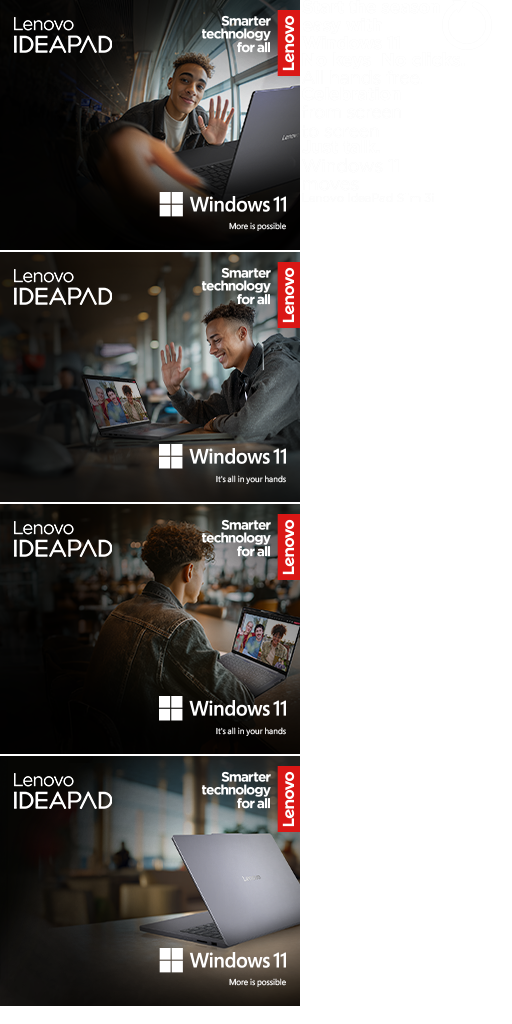 Lenovo
IDEAPAD
Smarter
technology
for all
Lenovo
Lenovo
Windows 11
More is possible
Lenovo
IDEAPAD
Smarter
technology
for all
Lenovo
Windows 11
It's all in your hands
Lenovo
IDEAPAD
Smarter
technology
for all
Lenovo
Windows 11
It's all in your hands
Lenovo
IDEAPAD
Smarter
technology
for all
Lenovo
Windows 11
More is possible